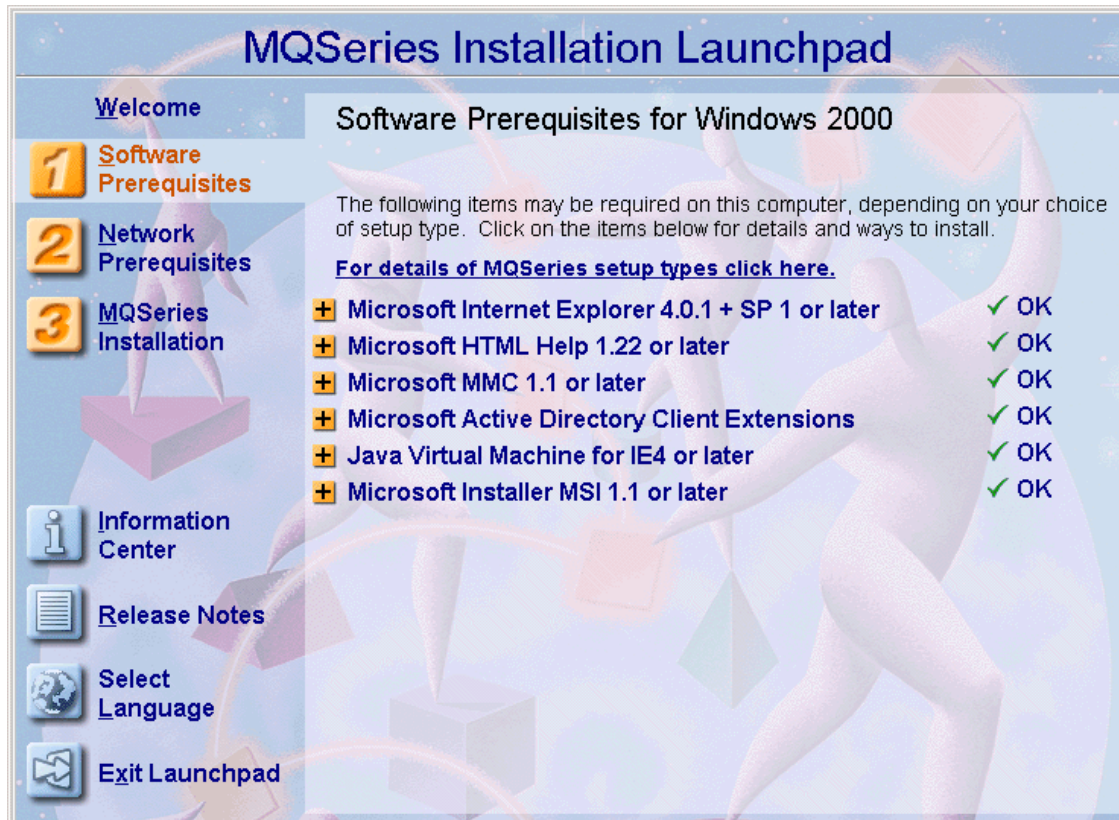 MQSeries Installation Launchpad
Welcome
1
Software
Prerequisites
2
Network
Prerequisites
3
MQSeries
Installation
i
Information
Center
Release Notes
Select
Language
Exit Launchpad
Software Prerequisites for Windows 2000
The following items may be required on this computer, depending on your choice
of setup type. Click on the items below for details and ways to install.
For details of MQSeries setup types click here.
+ Microsoft Internet Explorer 4.0.1 + SP 1 or later ✓ OK
+ Microsoft HTML Help 1.22 or later ✓ OK
+ Microsoft MMC 1.1 or later ✓ OK
+ Microsoft Active Directory Client Extensions ✓ OK
+ Java Virtual Machine for IE4 or later ✓ OK
+ Microsoft Installer MSI 1.1 or later ✓ OK